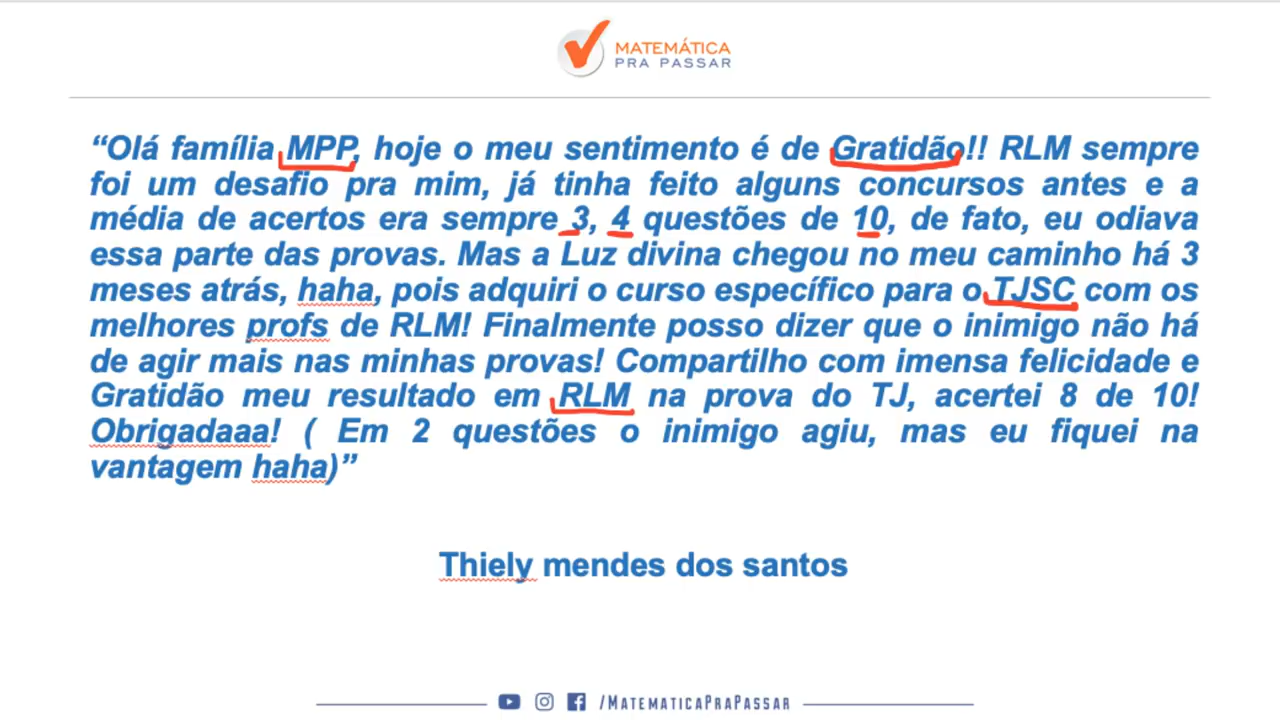 MATEMÁTICA
PRA PASSAR
“Olá família MPP, hoje o meu sentimento é de Gratidão!! RLM sempre
foi um desafio pra mim, já tinha feito alguns concursos antes e a
média de acertos era sempre 3, 4 questões de 10, de fato, eu odiava
essa parte das provas. Mas a Luz divina chegou no meu caminho há 3
meses atrás, haha, pois adquiri o curso específico para o TJSC com os
melhores profs de RLM! Finalmente posso dizer que o inimigo não há
de agir mais nas minhas provas! Compartilho com imensa felicidade e
Gratidão meu resultado em RLM na prova do TJ, acertei 8 de 10!
Obrigadaaa! ( Em 2 questões o inimigo agiu, mas eu fiquei na
vantagem haha)”
Thiely mendes dos santos
/MATEMATICAPRAPASSAR